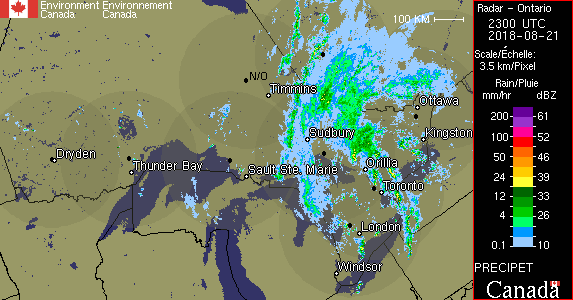 Environment Environnement
Canada Canada
100 KM
N/O
Timmins
Ottawa
Sudbury
Kingston
Dryden
Thunder Bay
Sault Ste. Marie
Orillia
Toronto
London
Windsor
Radar - Ontario
2300 UTC
2018-08-21
Scale/Échelle:
3.5 km/Pixel
Rain/Pluie
mm/hr dBZ
200 61
100 52
50 46
24 39
12 33
4 26
0.1 10
PRECIPET
Canada